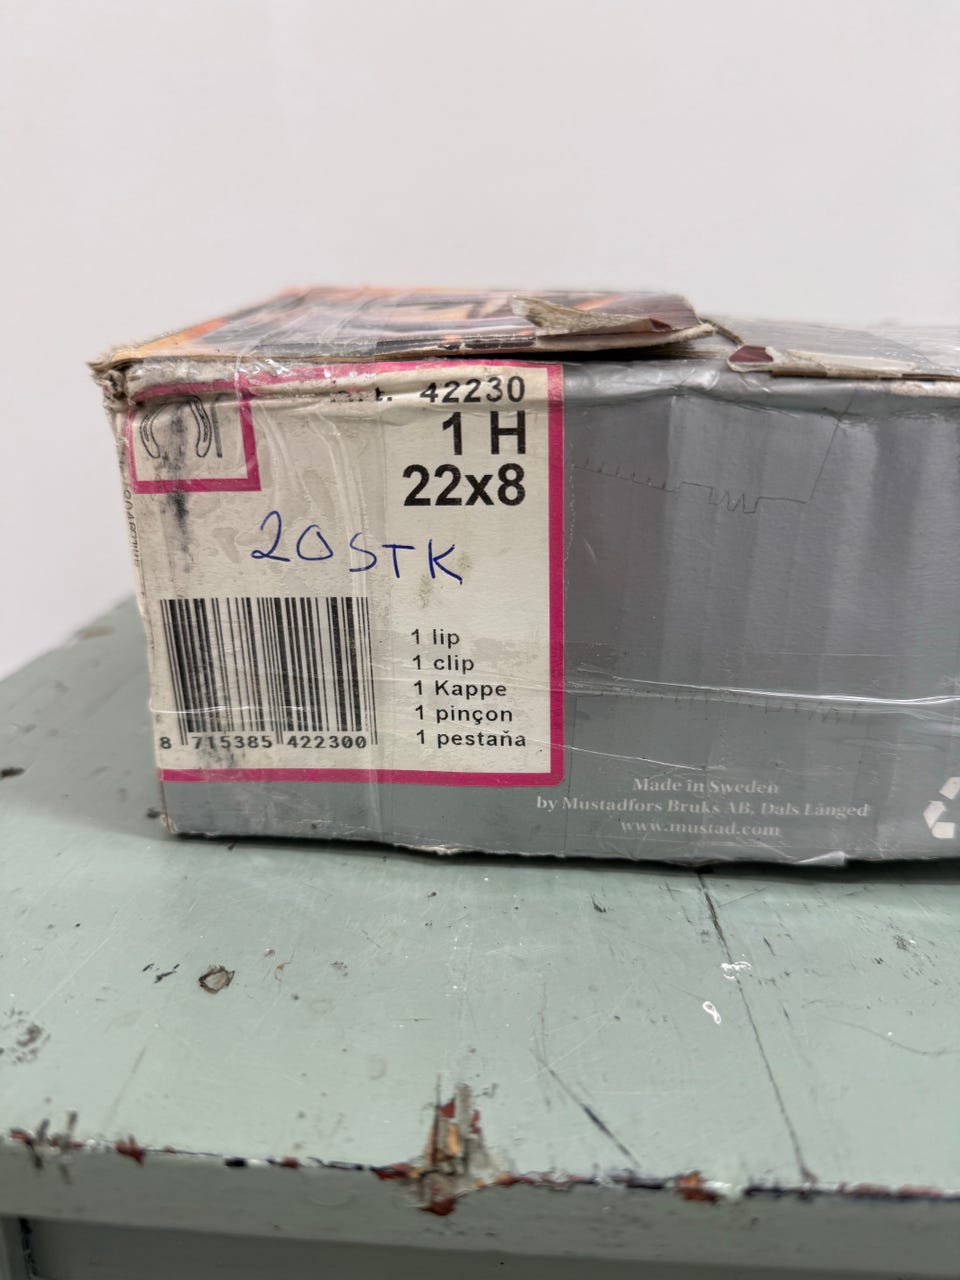 42230
1 H
22x8
20 STK
1 lip
1 clip
1 Kappe
1 pinçon
1 pestaña
8 715385 422300
Made in Sweden
by Mustadfors Bruks AB, Dals Långed
www.mustad.com